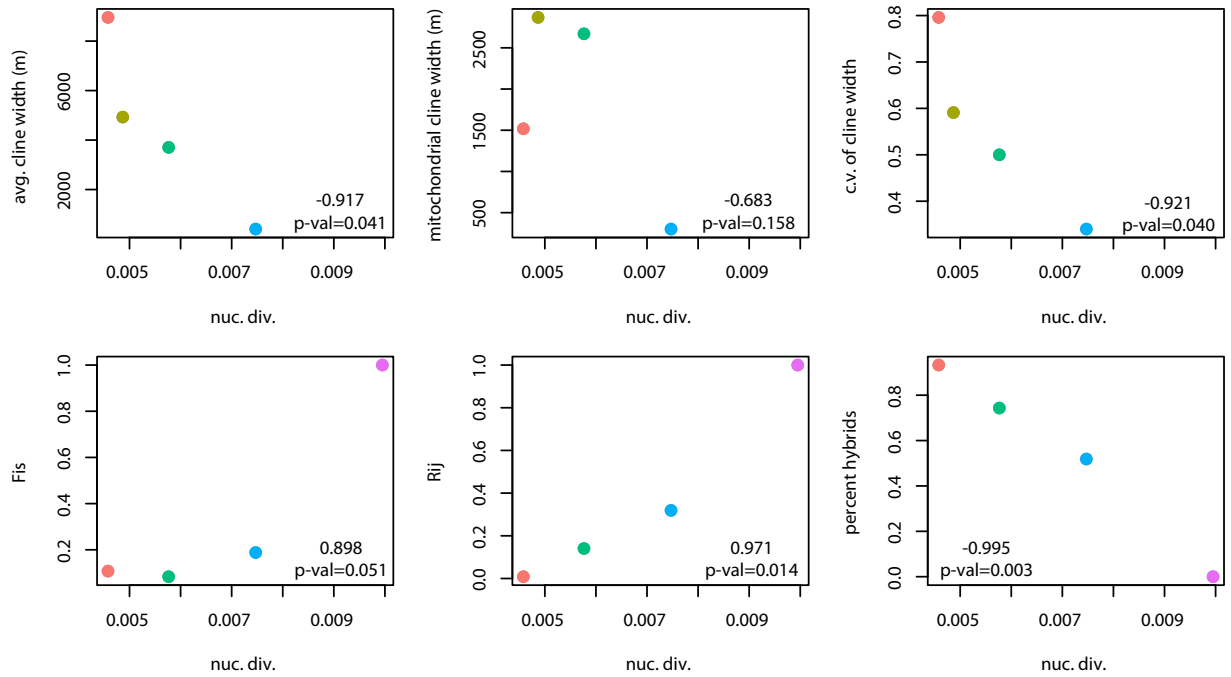 avg. cline width (m)
6000
2000
-0.917
p-val=0.041
0.005 0.007 0.009
nuc. div.
mitochondrial cline width (m)
2500
1500
500
-0.683
p-val=0.158
0.005 0.007 0.009
nuc. div.
c.v. of cline width
0.8
0.7
0.6
0.5
0.4
-0.921
p-val=0.040
0.005 0.007 0.009
nuc. div.
Fis
1.0
0.8
0.6
0.4
0.2
0.898
p-val=0.051
0.005 0.007 0.009
nuc. div.
Rij
1.0
0.8
0.6
0.4
0.2
0.0
0.971
p-val=0.014
0.005 0.007 0.009
nuc. div.
percent hybrids
0.8
0.6
0.4
0.2
0.0
-0.995
p-val=0.003
0.005 0.007 0.009
nuc. div.